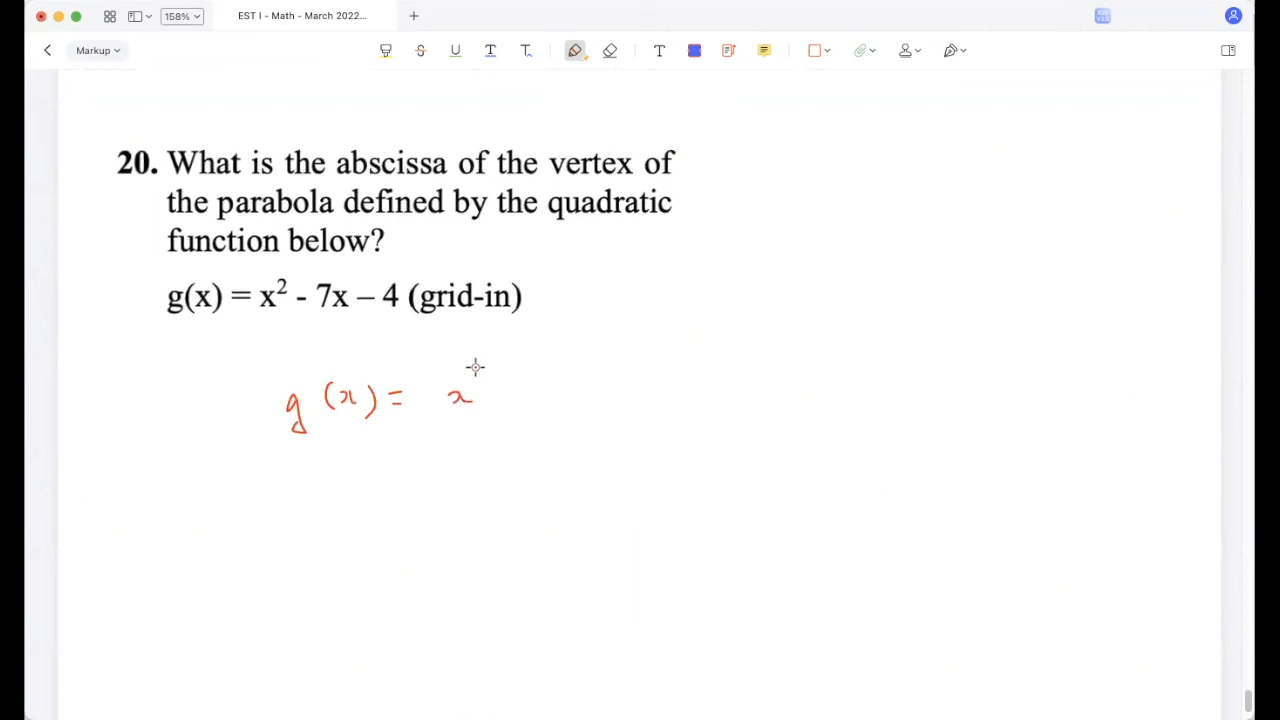 158%
EST I - Math - March 2022...
Markup
20. What is the abscissa of the vertex of
the parabola defined by the quadratic
function below?
g(x) = x² - 7x – 4 (grid-in)
g (x) = x